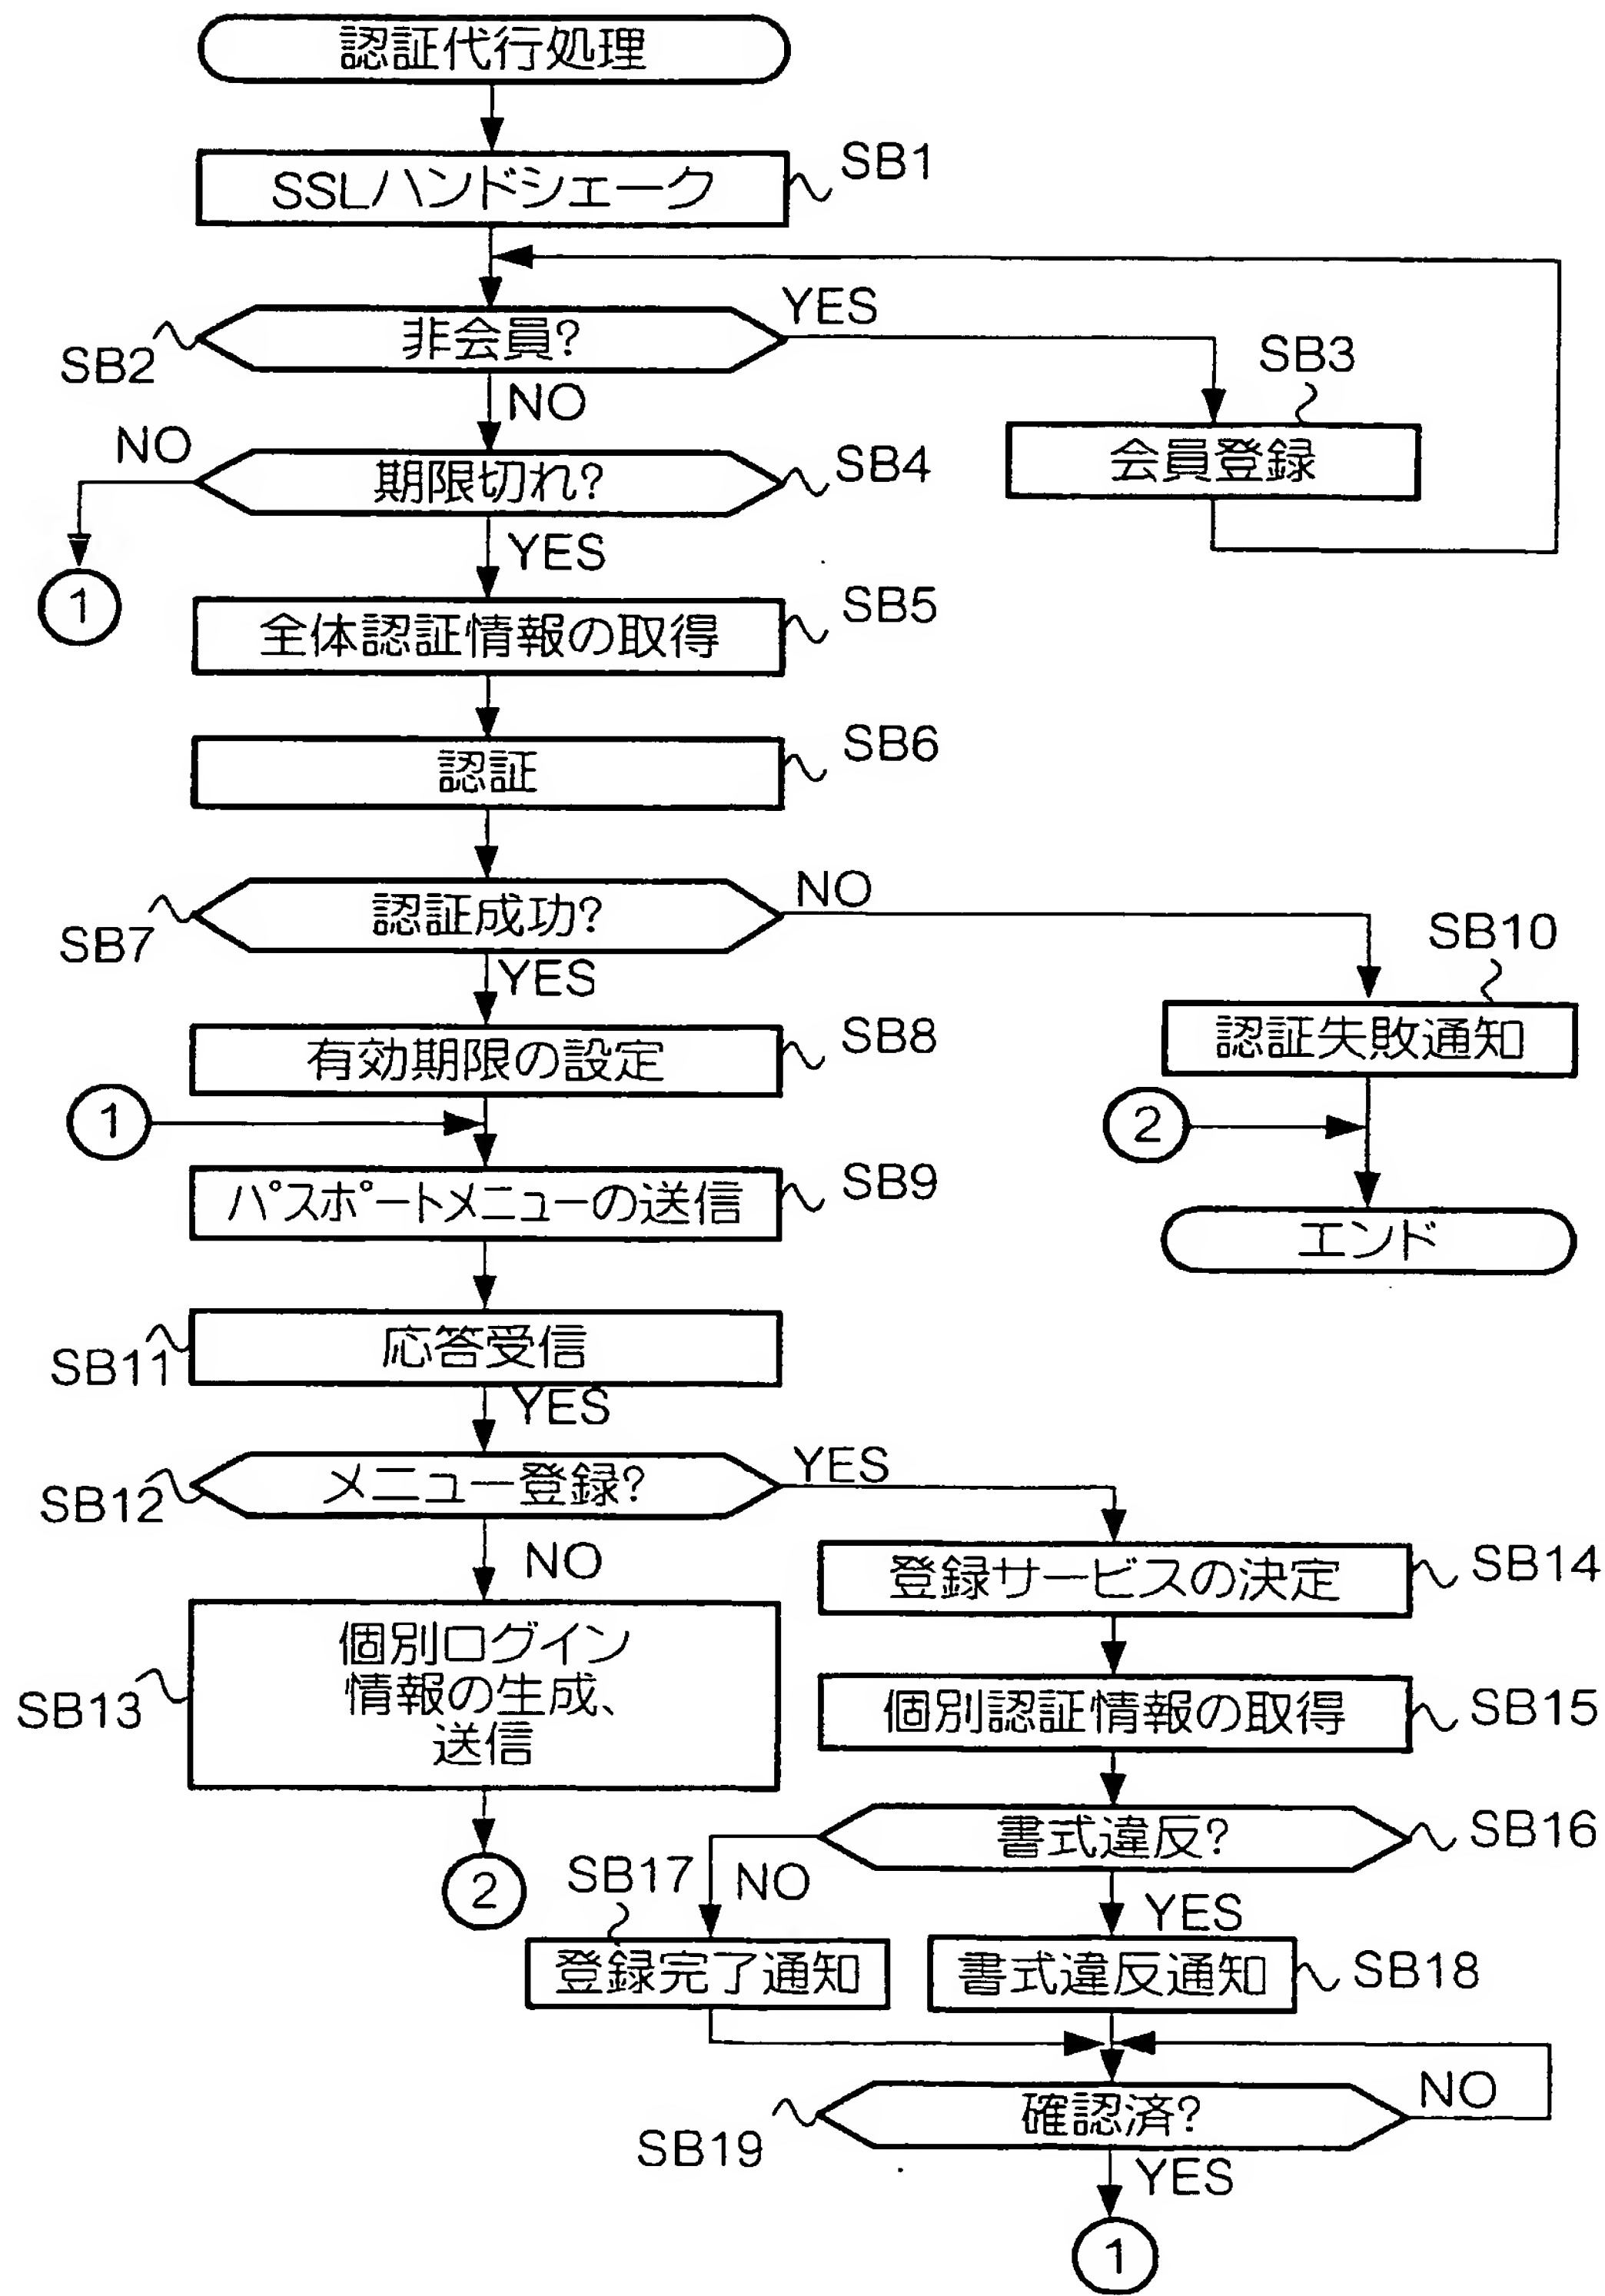 認証代行処理
SSLハンドシェーク
SB1
非会員?
YES
SB2
NO
SB3
会員登録
NO
期限切れ?
SB4
YES
1
全体認証情報の取得
SB5
認証
SB6
認証成功?
NO
SB7
YES
SB10
認証失敗通知
有効期限の設定
SB8
1
2
パスポートメニューの送信
SB9
エンド
応答受信
SB11
YES
メニュー登録?
YES
SB12
NO
登録サービスの決定
SB14
個別ログイン
情報の生成、
送信
SB13
個別認証情報の取得
SB15
書式違反?
SB16
2
SB17
NO
YES
登録完了通知
書式違反通知
SB18
確認済?
NO
SB19
YES
1